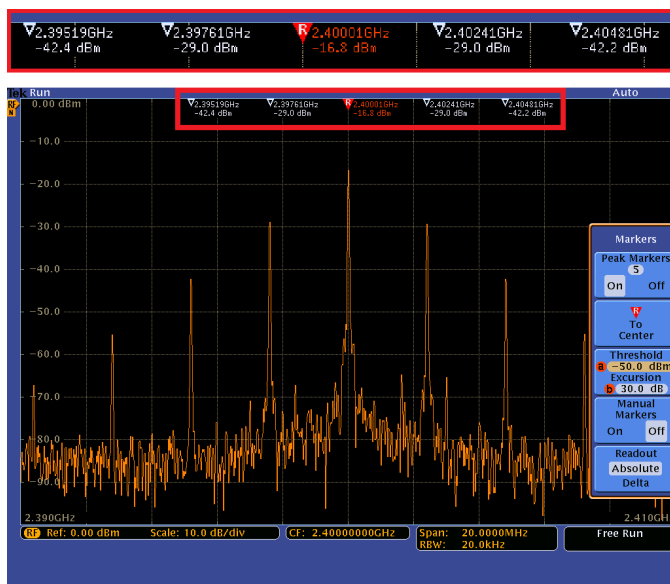 2.39519GHz 2.39761GHz R 2.40001GHz 2.40241GHz 2.40481GHz
-42.4 dBm -29.0 dBm -16.8 dBm -29.0 dBm -42.2 dBm
Tek Run Auto
RF N 0.00 dBm 2.39519GHz 2.39761GHz R 2.40001GHz 2.40241GHz 2.40481GHz
-42.4 dBm -29.0 dBm -16.8 dBm -29.0 dBm -42.2 dBm
-10.0
-20.0
-30.0
-40.0
-50.0
-60.0
-70.0
-80.0
-90.0
2.390GHz 2.410GH
Markers
Peak Markers
S
On Off
R
To
Center
Threshold
a -50.0 dBm
Excursion
b 30.0 dB
Manual
Markers
On Off
Readout
Absolute
Delta
RF Ref: 0.00 dBm Scale: 10.0 dB/div CF: 2.40000000GHz Span: 20.0000MHz
RBW: 20.0kHz
Free Run